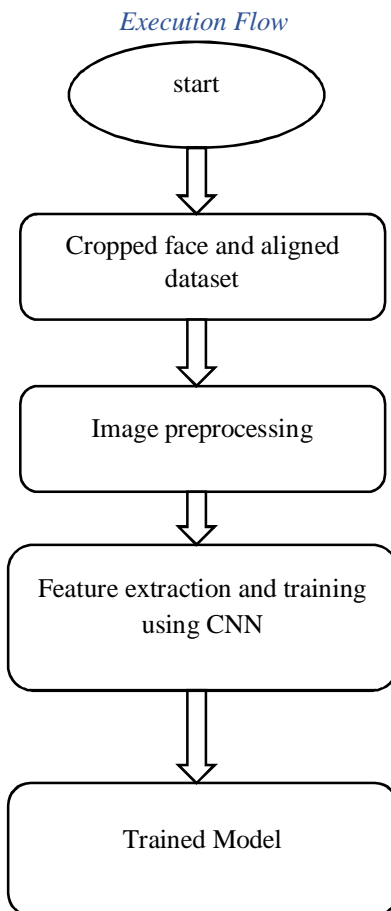 Execution Flow
start
Cropped face and aligned
dataset
Image preprocessing
Feature extraction and training
using CNN
Trained Model